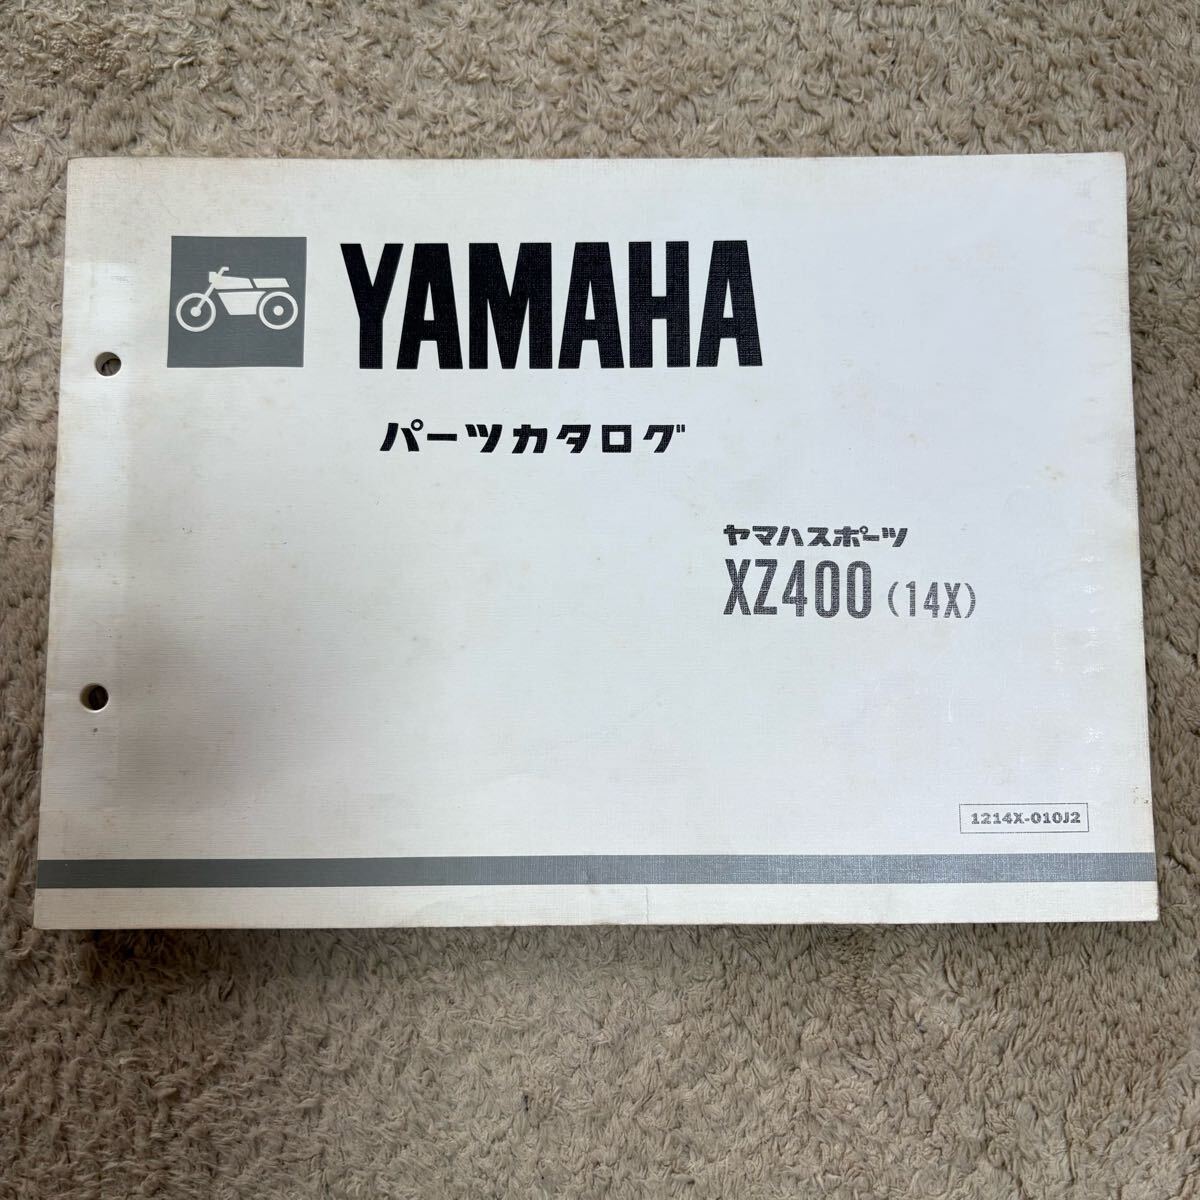 YAMAHA
パーツカタログ
ヤマハスポーツ
XZ400 (14X)
1214X-010J2